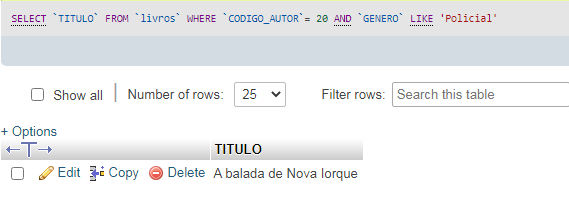 SELECT `TITULO` FROM `livros` WHERE `CODIGO_AUTOR`= 20 AND `GENERO` LIKE 'Policial'
Show all | Number of rows: 25 Filter rows: Search this table
+ Options
←T→ TITULO
Edit Copy Delete A balada de Nova Iorque